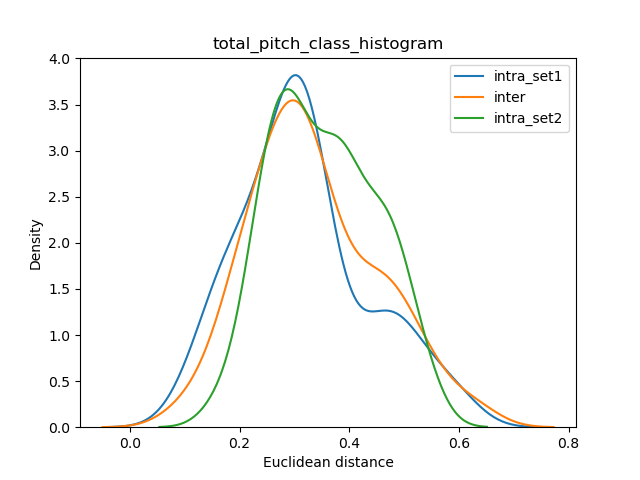 total_pitch_class_histogram
intra_set1
inter
intra_set2
Density
4.0
3.5
3.0
2.5
2.0
1.5
1.0
0.5
0.0
0.0 0.2 0.4 0.6 0.8
Euclidean distance